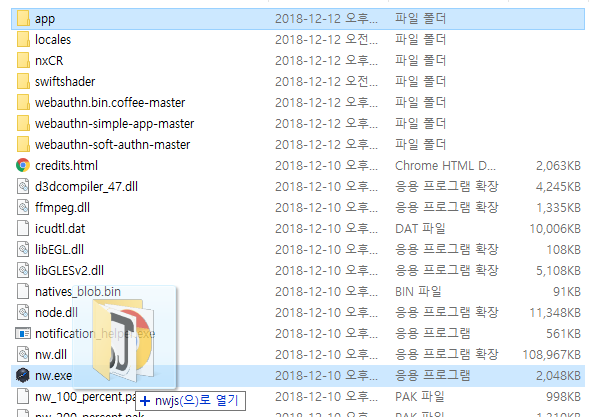 app 2018-12-12 오후... 파일 폴더
locales 2018-12-12 오전... 파일 폴더
nxCR 2018-12-12 오후... 파일 폴더
swiftshader 2018-12-12 오전... 파일 폴더
webauthn.bin.coffee-master 2018-12-12 오후... 파일 폴더
webauthn-simple-app-master 2018-12-12 오후... 파일 폴더
webauthn-soft-authn-master 2018-12-12 오후... 파일 폴더
credits.html 2018-12-10 오후... Chrome HTML D... 2,063KB
d3dcompiler_47.dll 2018-12-10 오후... 응용 프로그램 확장 4,245KB
ffmpeg.dll 2018-12-10 오후... 응용 프로그램 확장 1,335KB
icudtl.dat 2018-12-10 오후... DAT 파일 10,006KB
libEGL.dll 2018-12-10 오후... 응용 프로그램 확장 108KB
libGLESv2.dll 2018-12-10 오후... 응용 프로그램 확장 5,108KB
natives_blob.bin 2018-12-10 오후... BIN 파일 91KB
node.dll 2018-12-10 오후... 응용 프로그램 확장 11,348KB
notification_helper.exe 2018-12-10 오후... 응용 프로그램 561KB
nw.dll 2018-12-10 오후... 응용 프로그램 확장 108,967KB
nw.exe 2018-12-10 오후... 응용 프로그램 2,048KB
nw_100_percent.pak 2018-12-10 오후... PAK 파일 998KB
+ nwjs(으)로 열기